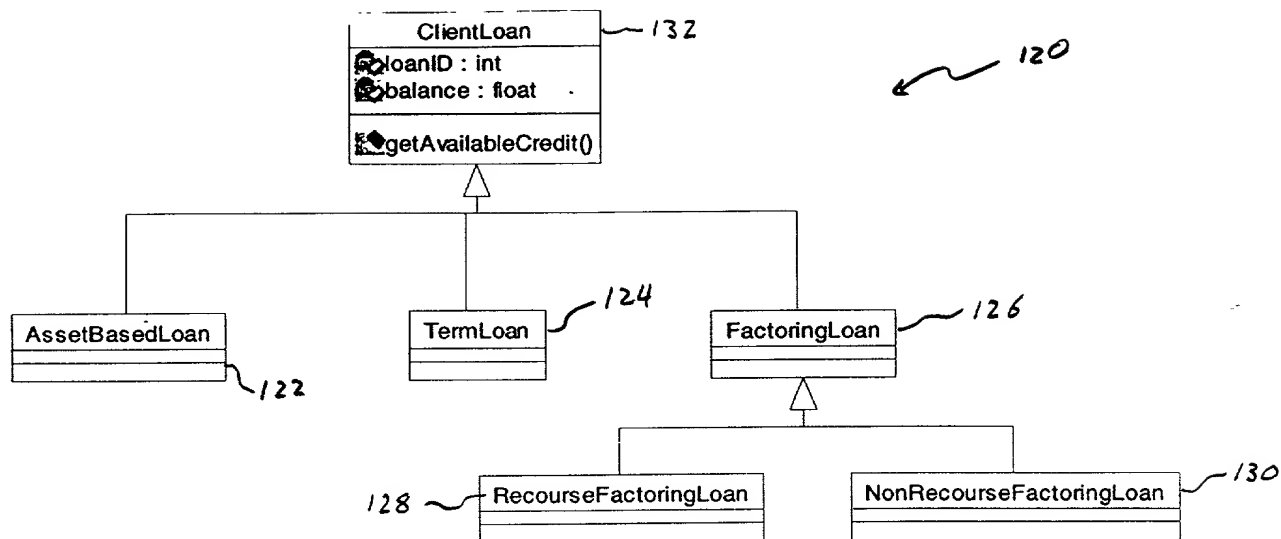 ClientLoan
132
loanID : int
balance : float
getAvailableCredit()
120
AssetBasedLoan
122
TermLoan
124
FactoringLoan
126
RecourseFactoringLoan
128
NonRecourseFactoringLoan
130